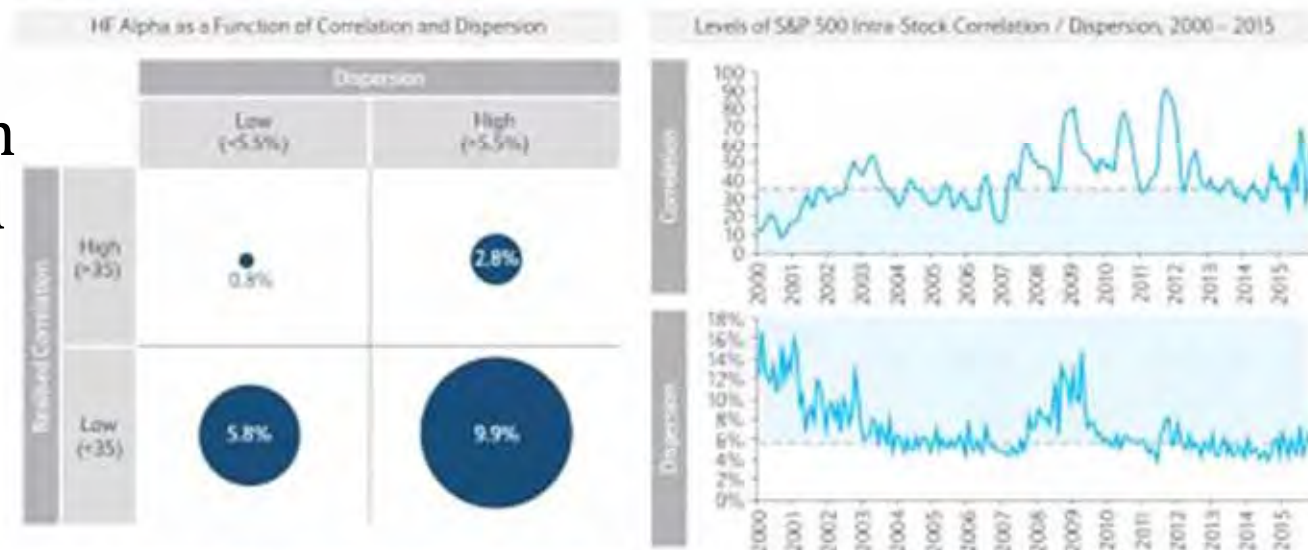 HF Alpha as a Function of Correlation and Dispersion
Dispersion
Low
(<5.5%)
High
(>5.5%)
Realized Correlation
High
(>35)
0.8%
2.8%
Low
(<35)
5.8%
9.9%
Levels of S&P 500 Intra-Stock Correlation / Dispersion, 2000 – 2015
Correlation
100
90
80
70
60
50
40
30
20
10
0
2000 2001 2002 2003 2004 2005 2006 2007 2008 2009 2010 2011 2012 2013 2014 2015
Dispersion
18%
16%
14%
12%
10%
8%
6%
4%
2%
0%
2000 2001 2002 2003 2004 2005 2006 2007 2008 2009 2010 2011 2012 2013 2014 2015